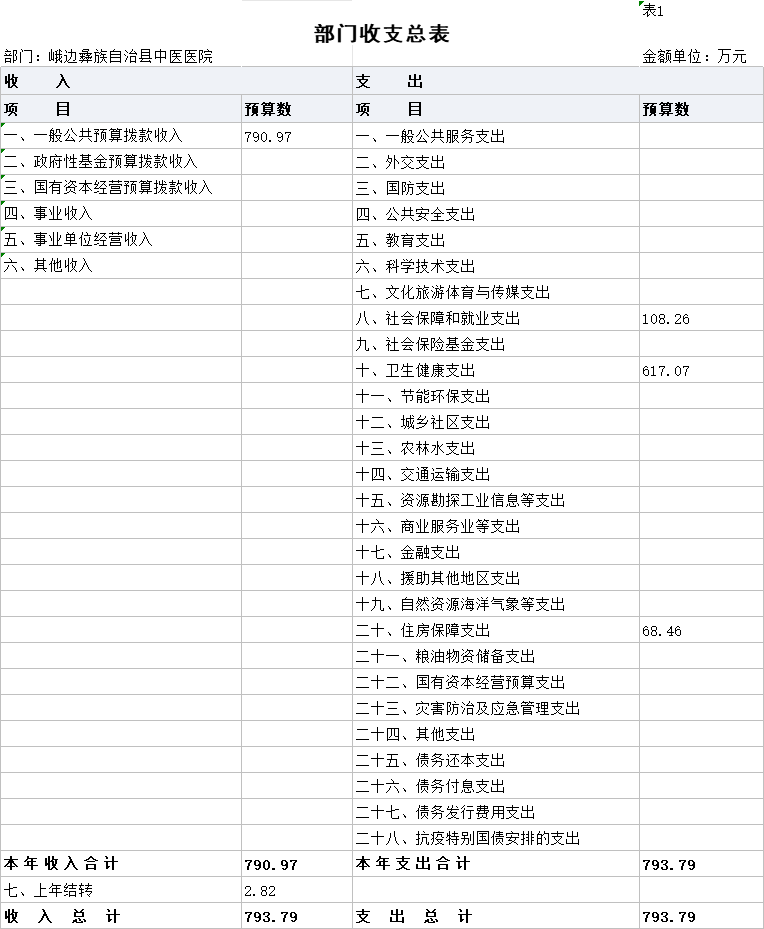 表1
部门收支总表
部门：峨边彝族自治县中医医院 金额单位：万元
收 入 支 出
项 目 预算数 项 目 预算数
一、一般公共预算拨款收入 790.97 一、一般公共服务支出
二、政府性基金预算拨款收入 二、外交支出
三、国有资本经营预算拨款收入 三、国防支出
四、事业收入 四、公共安全支出
五、事业单位经营收入 五、教育支出
六、其他收入 六、科学技术支出
七、文化旅游体育与传媒支出
八、社会保障和就业支出 108.26
九、社会保险基金支出
十、卫生健康支出 617.07
十一、节能环保支出
十二、城乡社区支出
十三、农林水支出
十四、交通运输支出
十五、资源勘探工业信息等支出
十六、商业服务业等支出
十七、金融支出
十八、援助其他地区支出
十九、自然资源海洋气象等支出
二十、住房保障支出 68.46
二十一、粮油物资储备支出
二十二、国有资本经营预算支出
二十三、灾害防治及应急管理支出
二十四、其他支出
二十五、债务还本支出
二十六、债务付息支出
二十七、债务发行费用支出
二十八、抗疫特别国债安排的支出
本年收入合计 790.97 本年支出合计 793.79
七、上年结转 2.82
收 入 总 计 793.79 支 出 总 计 793.79